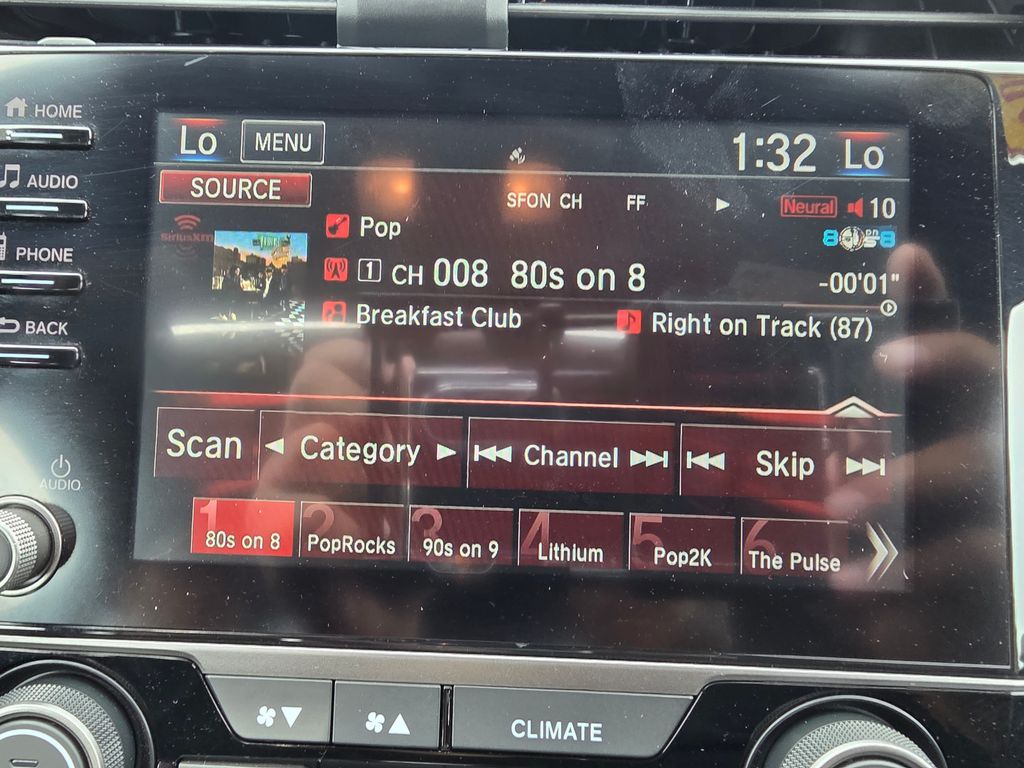 HOME
Lo MENU 1:32 Lo
AUDIO
SOURCE SFON CH FF Neural 10
siriusxm Pop
PHONE
1 CH 008 80s on 8 -00'01"
BACK
Breakfast Club Right on Track (87)
Scan Category Channel Skip
AUDIO
1 80s on 8 2 PopRocks 3 90s on 9 4 Lithium 5 Pop2K 6 The Pulse
CLIMATE